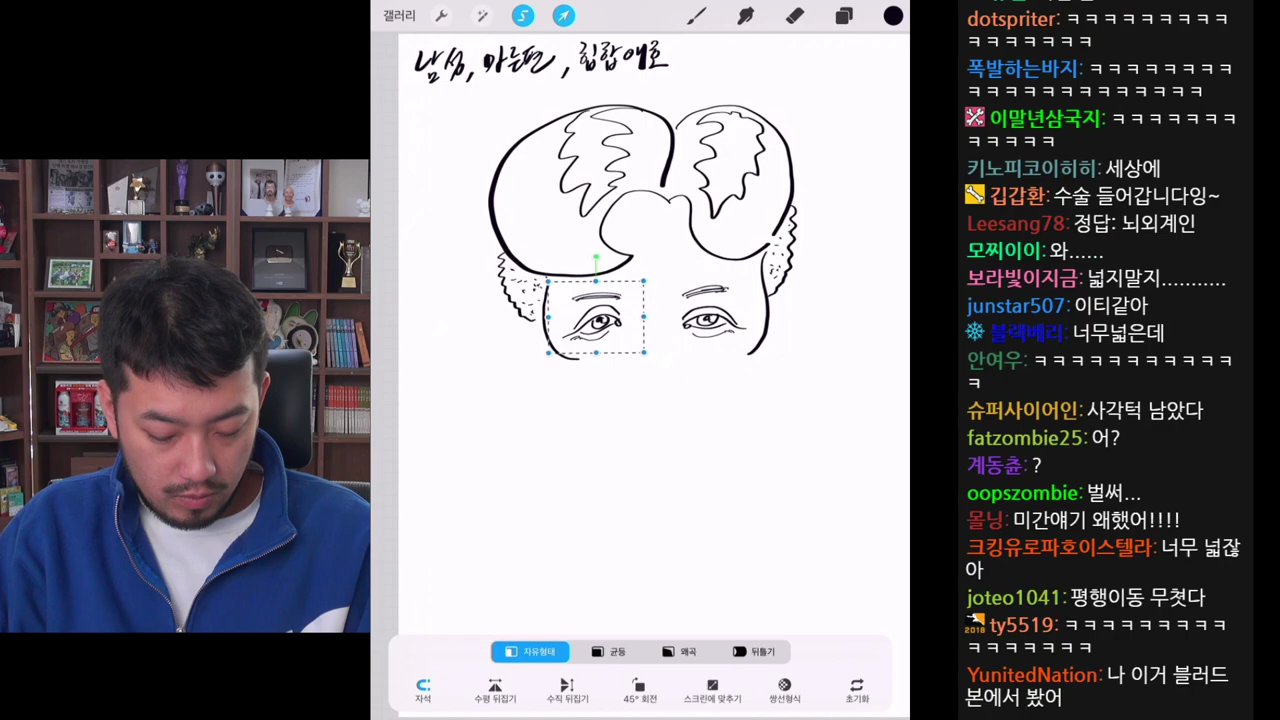 갤러리
남성, 마른편, 힙합애호
자유형태
균등
왜곡
뒤틀기
자석
수평 뒤집기
수직 뒤집기
45° 회전
스크린에 맞추기
쌍선형식
초기화
dotspriter: ㅋㅋㅋㅋㅋㅋㅋㅋㅋ
ㅋㅋㅋㅋㅋㅋㅋ
폭발하는바지: ㅋㅋㅋㅋㅋㅋㅋㅋ
ㅋㅋㅋㅋㅋㅋㅋㅋㅋㅋㅋㅋㅋ
이말년삼국지: ㅋㅋㅋㅋㅋㅋㅋ
ㅋㅋㅋㅋㅋ
키노피코이히히: 세상에
김갑환: 수술 들어갑니다잉~
Leesang78: 정답: 뇌외계인
모찌이이: 와......
보라빛이지금: 넓지말지...........
junstar507: 이티같아
블랙베리: 너무넓은데
안여우: ㅋㅋㅋㅋㅋㅋㅋㅋㅋㅋㅋ
ㅋ
슈퍼사이어인: 사각턱 남았다
fatzombie25: 어?
계동츈: ?
oopszombie: 벌써...
몰닝: 미간얘기 왜했어!!!!
크킹유로파호이스텔라: 너무 넓잖
아
joteo1041: 평행이동 무쳣다
2018 ty5519: ㅋㅋㅋㅋㅋㅋㅋㅋㅋ
ㅋㅋㅋㅋㅋㅋㅋ
YunitedNation: 나 이거 블러드
본에서 봤어